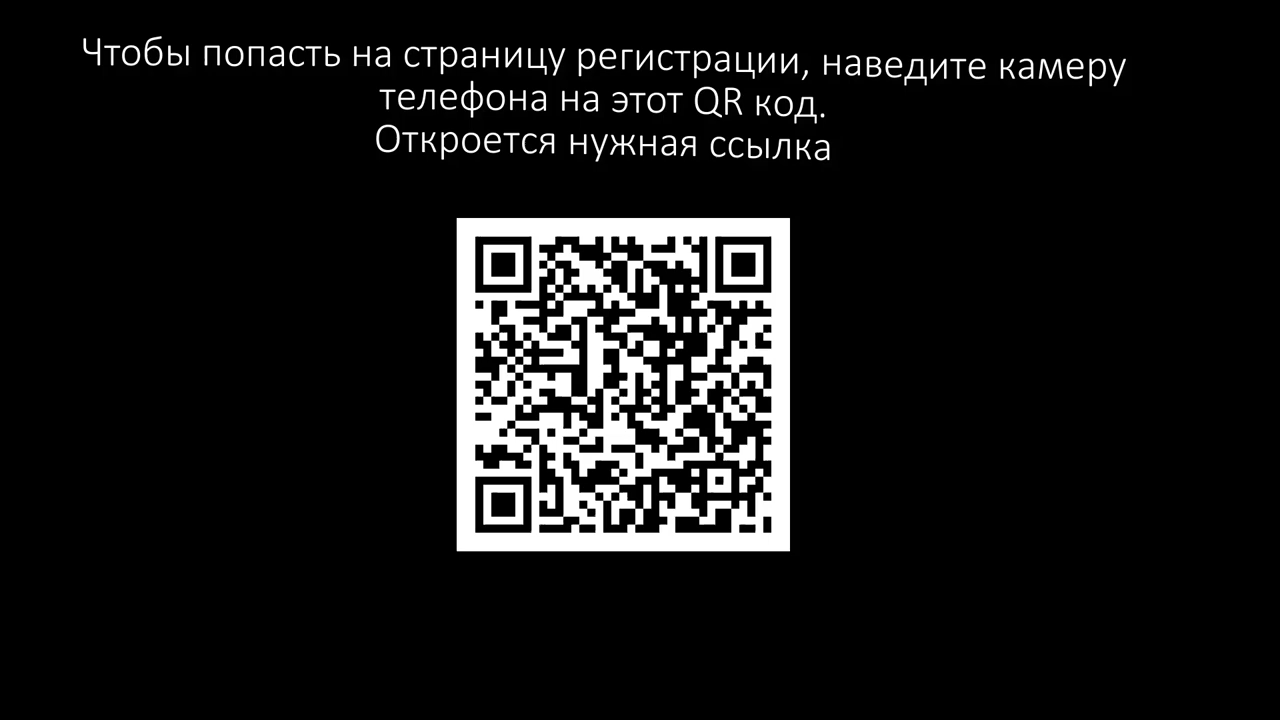 Чтобы попасть на страницу регистрации, наведите камеру
телефона на этот QR код.
Откроется нужная ссылка